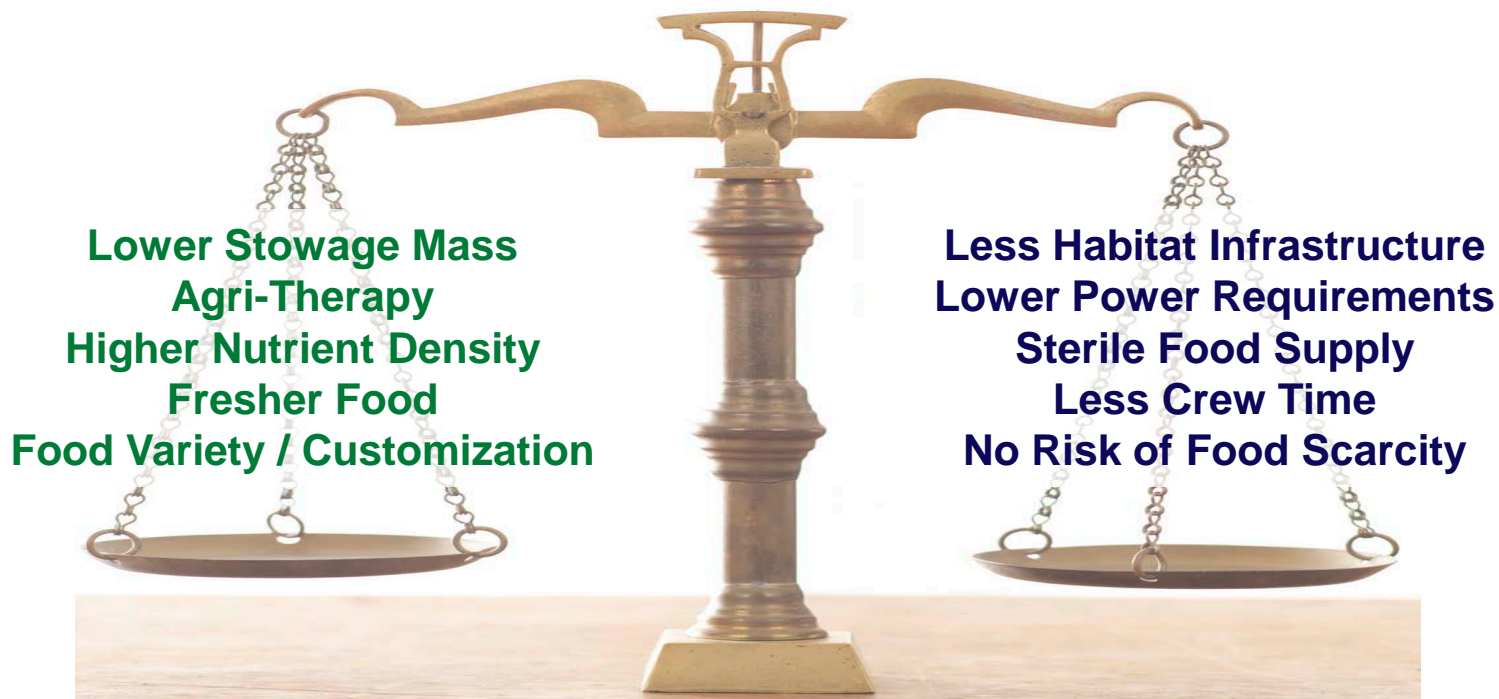 Lower Stowage Mass
Agri-Therapy
Higher Nutrient Density
Fresher Food
Food Variety / Customization
Less Habitat Infrastructure
Lower Power Requirements
Sterile Food Supply
Less Crew Time
No Risk of Food Scarcity